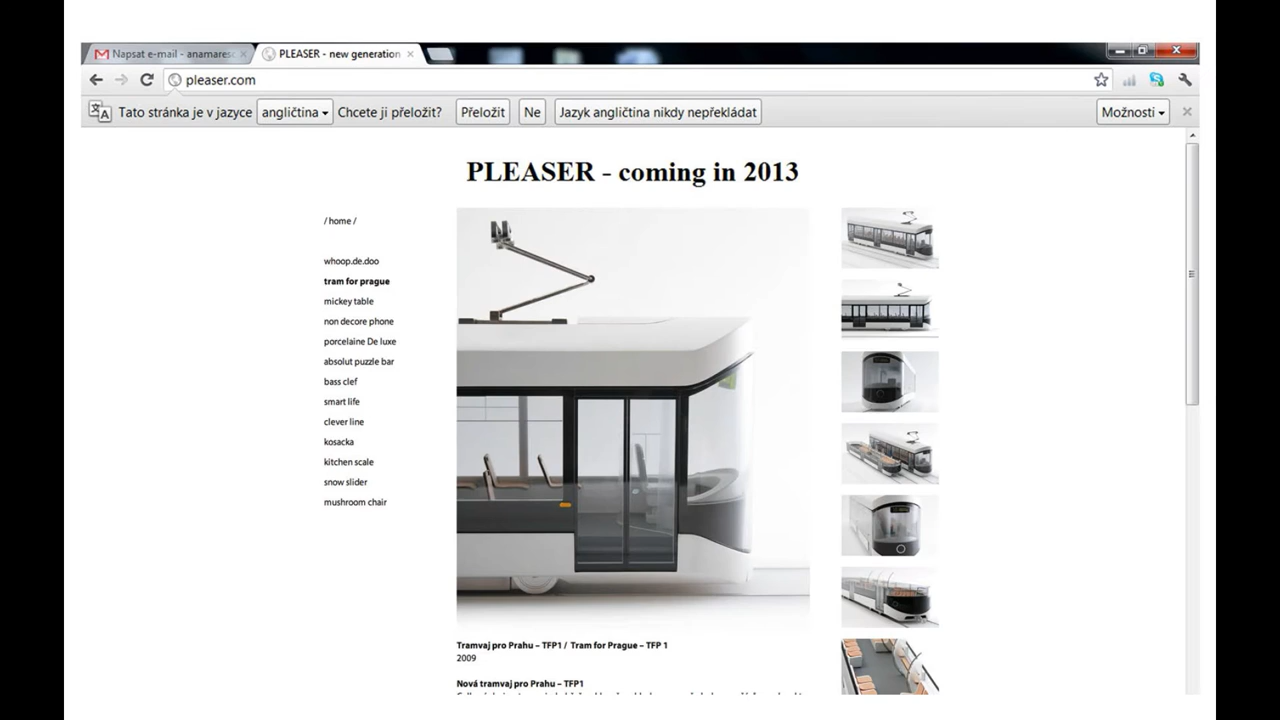 Napsat e-mail - anamaresc
PLEASER - new generation
pleaser.com
Tato stránka je v jazyce angličtina Chcete ji přeložit? Přeložit Ne Jazyk angličtina nikdy nepřekládat Možnosti
PLEASER - coming in 2013
/ home /
whoop.de.doo
tram for prague
mickey table
non decore phone
porcelaine De luxe
absolut puzzle bar
bass clef
smart life
clever line
kosacka
kitchen scale
snow slider
mushroom chair
Tramvaj pro Prahu – TFP1 / Tram for Prague – TFP 1
2009
Nová tramvaj pro Prahu – TFP1